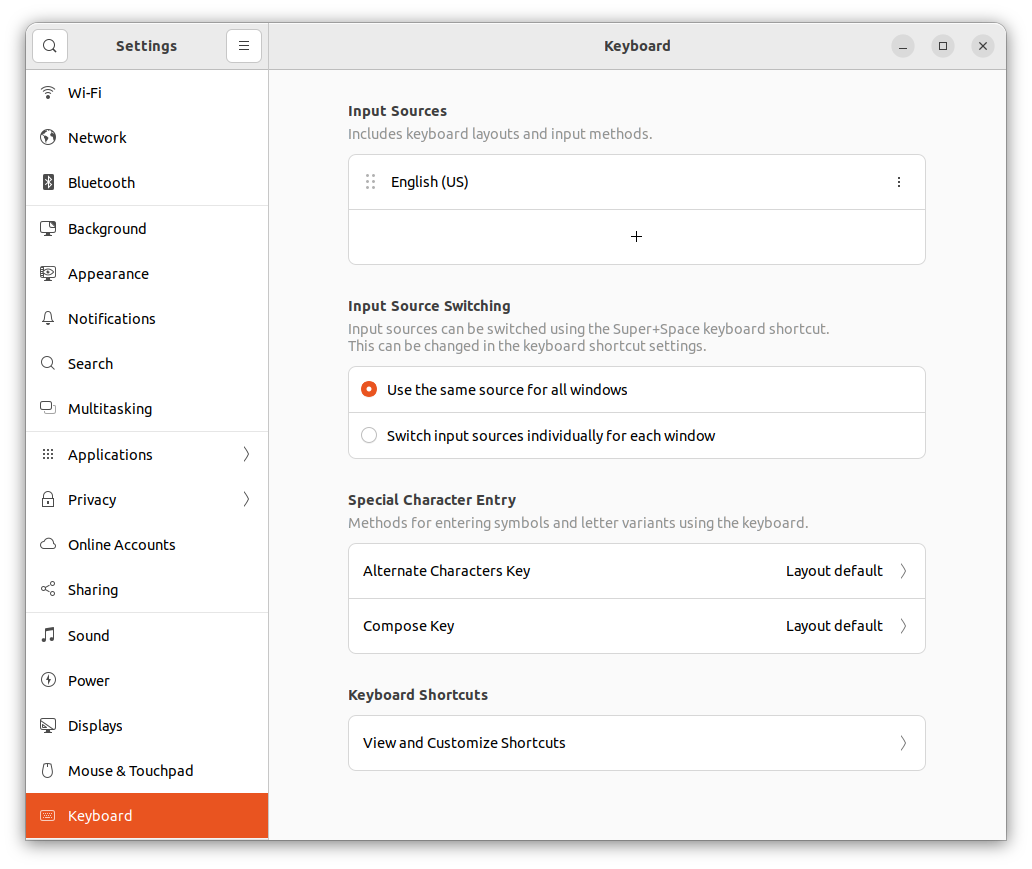 Settings
Keyboard
Wi-Fi
Network
Bluetooth
Background
Appearance
Notifications
Search
Multitasking
Applications
Privacy
Online Accounts
Sharing
Sound
Power
Displays
Mouse & Touchpad
Keyboard
Input Sources
Includes keyboard layouts and input methods.
English (US)
Input Source Switching
Input sources can be switched using the Super+Space keyboard shortcut.
This can be changed in the keyboard shortcut settings.
Use the same source for all windows
Switch input sources individually for each window
Special Character Entry
Methods for entering symbols and letter variants using the keyboard.
Alternate Characters Key Layout default
Compose Key Layout default
Keyboard Shortcuts
View and Customize Shortcuts